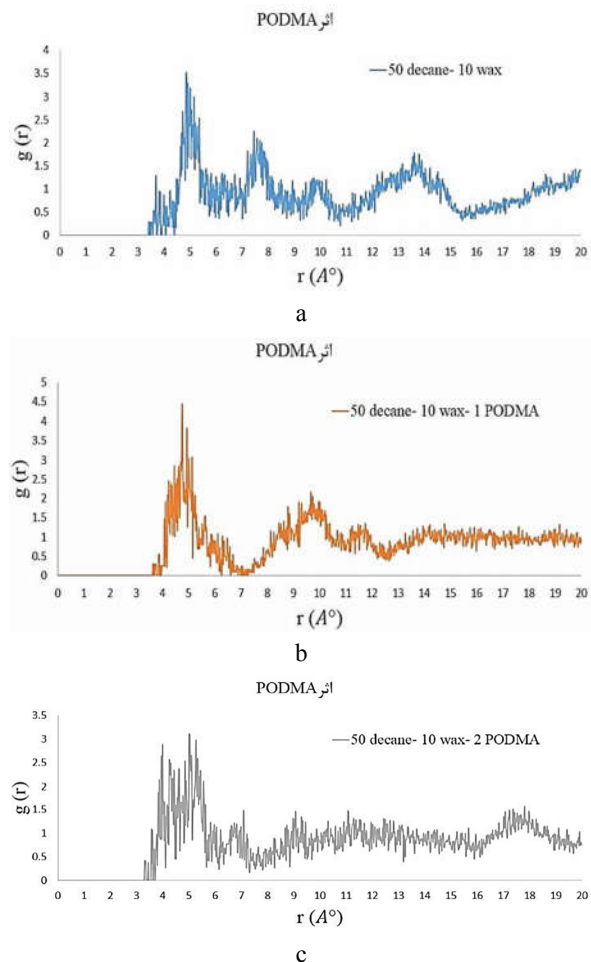 اثر PODMA
4
3.5
3
2.5
2
1.5
1
0.5
0
g (r)
50 decane- 10 wax
0 1 2 3 4 5 6 7 8 9 10 11 12 13 14 15 16 17 18 19 20
r (A°)
a
اثر PODMA
5
4.5
4
3.5
3
2.5
2
1.5
1
0.5
0
g (r)
50 decane- 10 wax- 1 PODMA
0 1 2 3 4 5 6 7 8 9 10 11 12 13 14 15 16 17 18 19 20
r (A°)
b
اثر PODMA
3.5
3
2.5
2
1.5
1
0.5
0
g (r)
50 decane- 10 wax- 2 PODMA
0 1 2 3 4 5 6 7 8 9 10 11 12 13 14 15 16 17 18 19 20
r (A°)
c